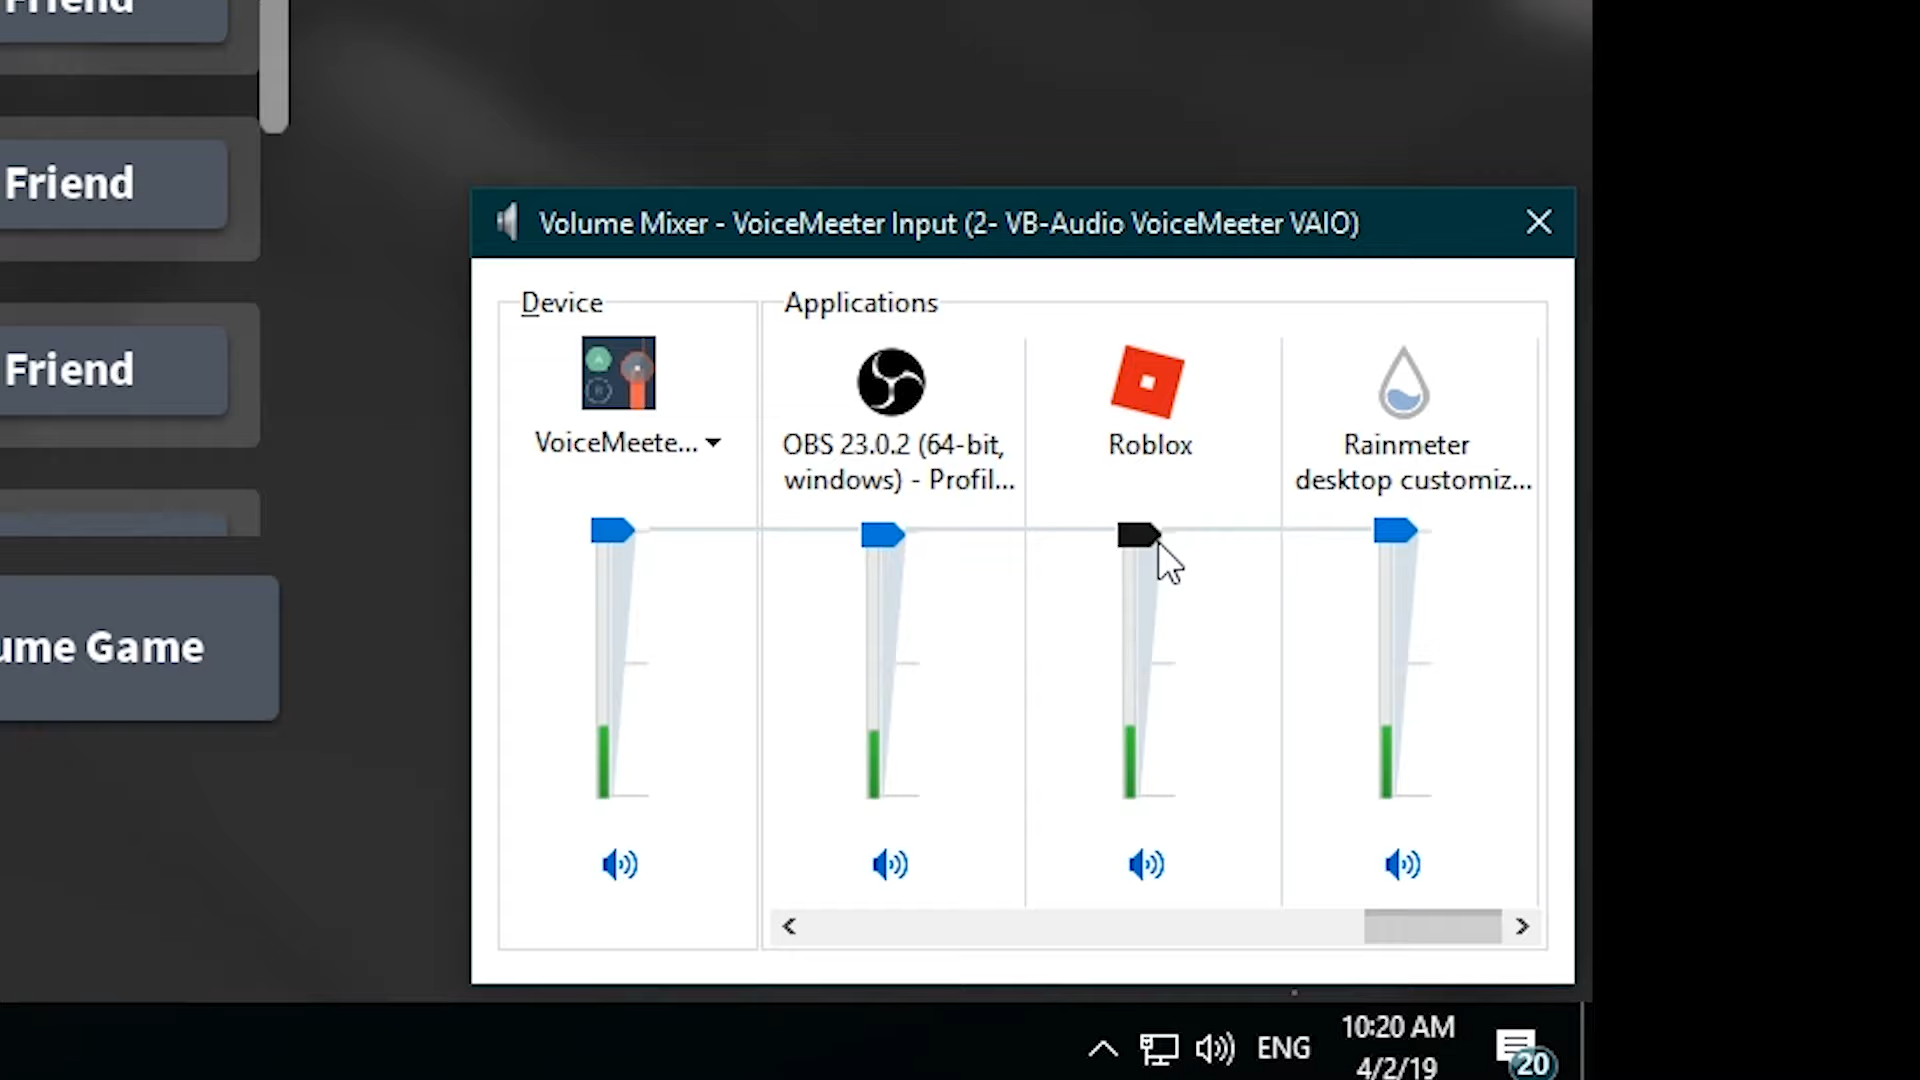 Friend
Friend
Friend
ume Game
Volume Mixer - VoiceMeeter Input (2- VB-Audio VoiceMeeter VAIO)
Device
Applications
VoiceMeete...
OBS 23.0.2 (64-bit,
windows) - Profil...
Roblox
Rainmeter
desktop customiz...
ENG
10:20 AM
4/2/19
20